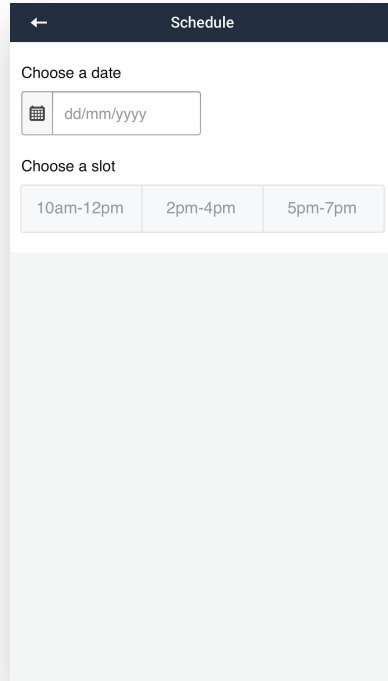 Schedule
Choose a date
dd/mm/yyyy
Choose a slot
10am-12pm 2pm-4pm 5pm-7pm